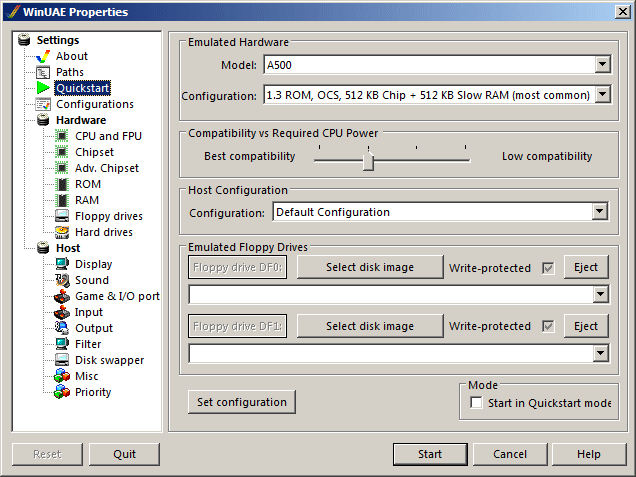 WinUAE Properties
Settings
About
Paths
Quickstart
Configurations
Hardware
CPU and FPU
Chipset
Adv. Chipset
ROM
RAM
Floppy drives
Hard drives
Host
Display
Sound
Game & I/O port
Input
Output
Filter
Disk swapper
Misc
Priority
Emulated Hardware
Model: A500
Configuration: 1.3 ROM, OCS, 512 KB Chip + 512 KB Slow RAM (most common)
Compatibility vs Required CPU Power
Best compatibility Low compatibility
Host Configuration
Configuration: Default Configuration
Emulated Floppy Drives
Floppy drive DF0: Select disk image Write-protected Eject
Floppy drive DF1: Select disk image Write-protected Eject
Set configuration
Mode
Start in Quickstart mode
Reset Quit Start Cancel Help